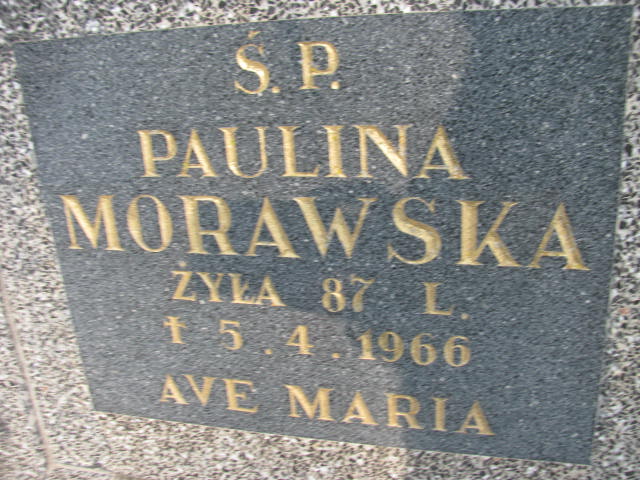 Ś.P.
PAULINA
MORAWSKA
ŻYŁA 87 L.
† 5.4.1966
AVE MARIA